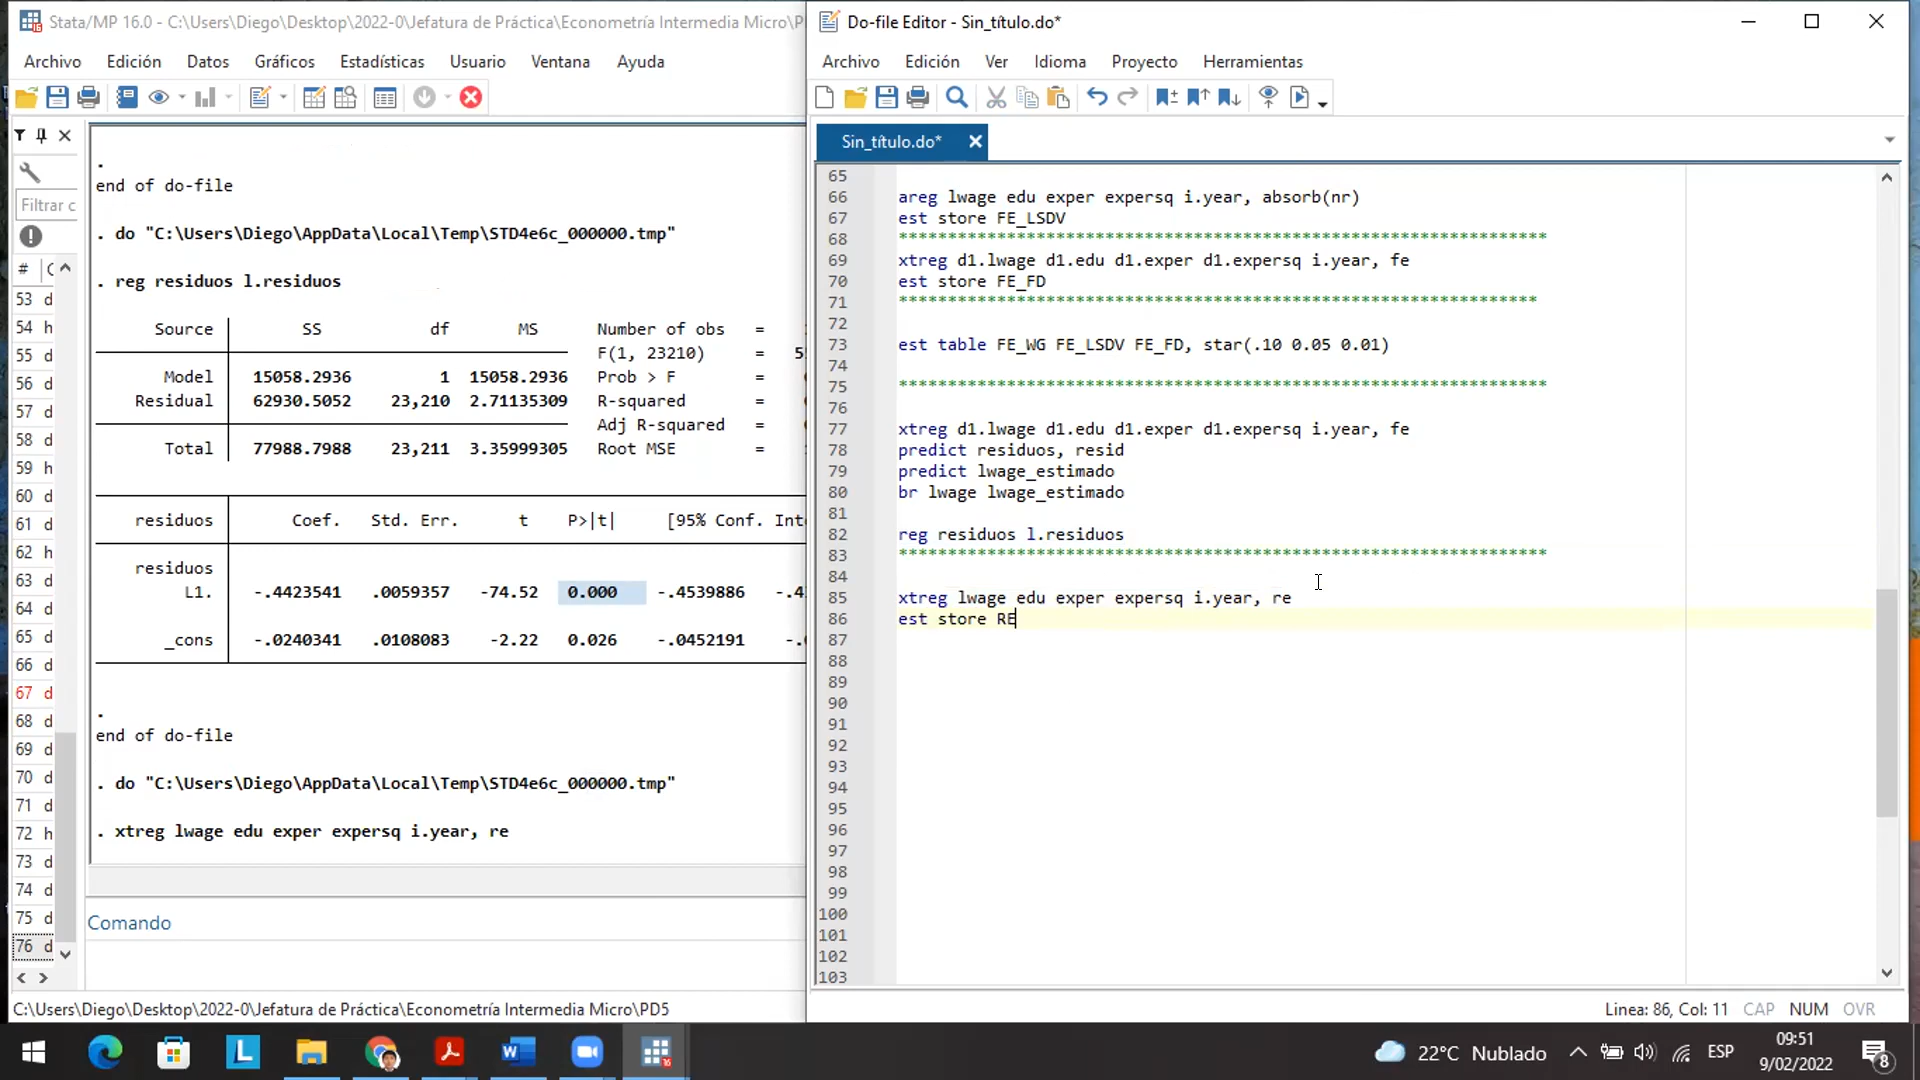 Stata/MP 16.0 - C:\Users\Diego\Desktop\2022-0\Jefatura de Práctica\Econometría Intermedia Micro\P
Archivo Edición Datos Gráficos Estadísticas Usuario Ventana Ayuda
Filtrar c
#
53 d
54 h
55 d
56 d
57 d
58 d
59 h
60 d
61 d
62 h
63 d
64 d
65 d
66 d
67 d
68 d
69 d
70 d
71 d
72 h
73 d
74 d
75 d
76 d
.
end of do-file
. do "C:\Users\Diego\AppData\Local\Temp\STD4e6c_000000.tmp"
. reg residuos l.residuos
Source SS df MS Number of obs =
F(1, 23210) = 5
Model 15058.2936 1 15058.2936 Prob > F =
Residual 62930.5052 23,210 2.71135309 R-squared =
Adj R-squared =
Total 77988.7988 23,211 3.35999305 Root MSE =
residuos Coef. Std. Err. t P>|t| [95% Conf. Int
residuos
L1. -.4423541 .0059357 -74.52 0.000 -.4539886 -.4
_cons -.0240341 .0108083 -2.22 0.026 -.0452191 -.
.
end of do-file
. do "C:\Users\Diego\AppData\Local\Temp\STD4e6c_000000.tmp"
. xtreg lwage edu exper expersq i.year, re
Comando
C:\Users\Diego\Desktop\2022-0\Jefatura de Práctica\Econometría Intermedia Micro\PD5
Do-file Editor - Sin_título.do*
Archivo Edición Ver Idioma Proyecto Herramientas
Sin_título.do*
65
66 areg lwage edu exper expersq i.year, absorb(nr)
67 est store FE_LSDV
68 ******************************************************************
69 xtreg d1.lwage d1.edu d1.exper d1.expersq i.year, fe
70 est store FE_FD
71 *****************************************************************
72
73 est table FE_WG FE_LSDV FE_FD, star(.10 0.05 0.01)
74
75 ******************************************************************
76
77 xtreg d1.lwage d1.edu d1.exper d1.expersq i.year, fe
78 predict residuos, resid
79 predict lwage_estimado
80 br lwage lwage_estimado
81
82 reg residuos l.residuos
83 ******************************************************************
84
85 xtreg lwage edu exper expersq i.year, re
86 est store RE
87
88
89
90
91
92
93
94
95
96
97
98
99
100
101
102
103
Linea: 86, Col: 11 CAP NUM OVR
22°C Nublado ESP 09:51
9/02/2022
8